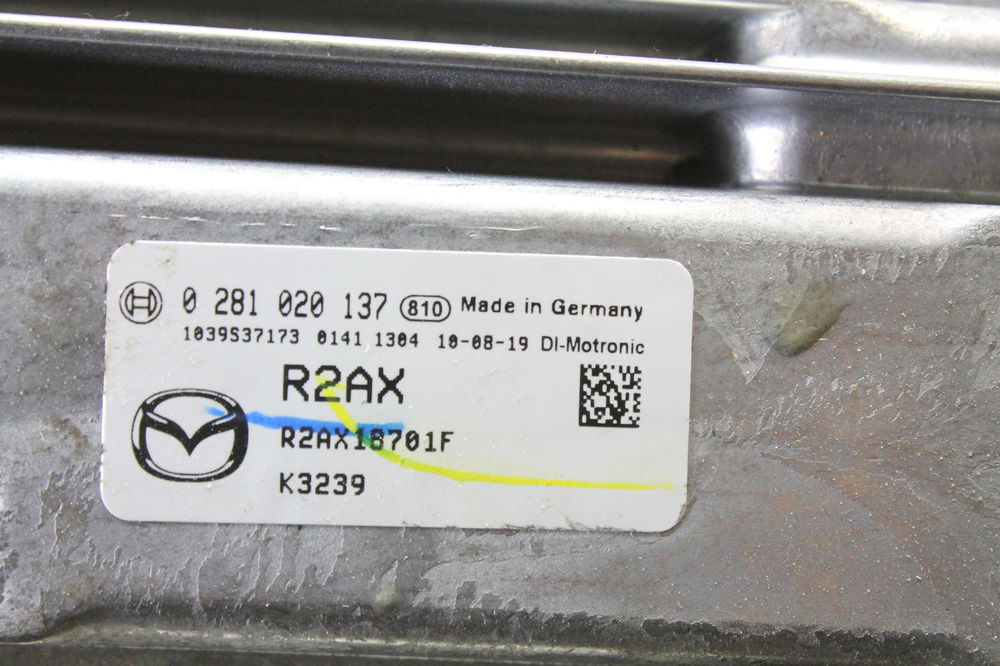 0 281 020 137 810 Made in Germany
1039S37173 0141 1304 10-08-19 DI-Motronic
R2AX
R2AX18701F
K3239